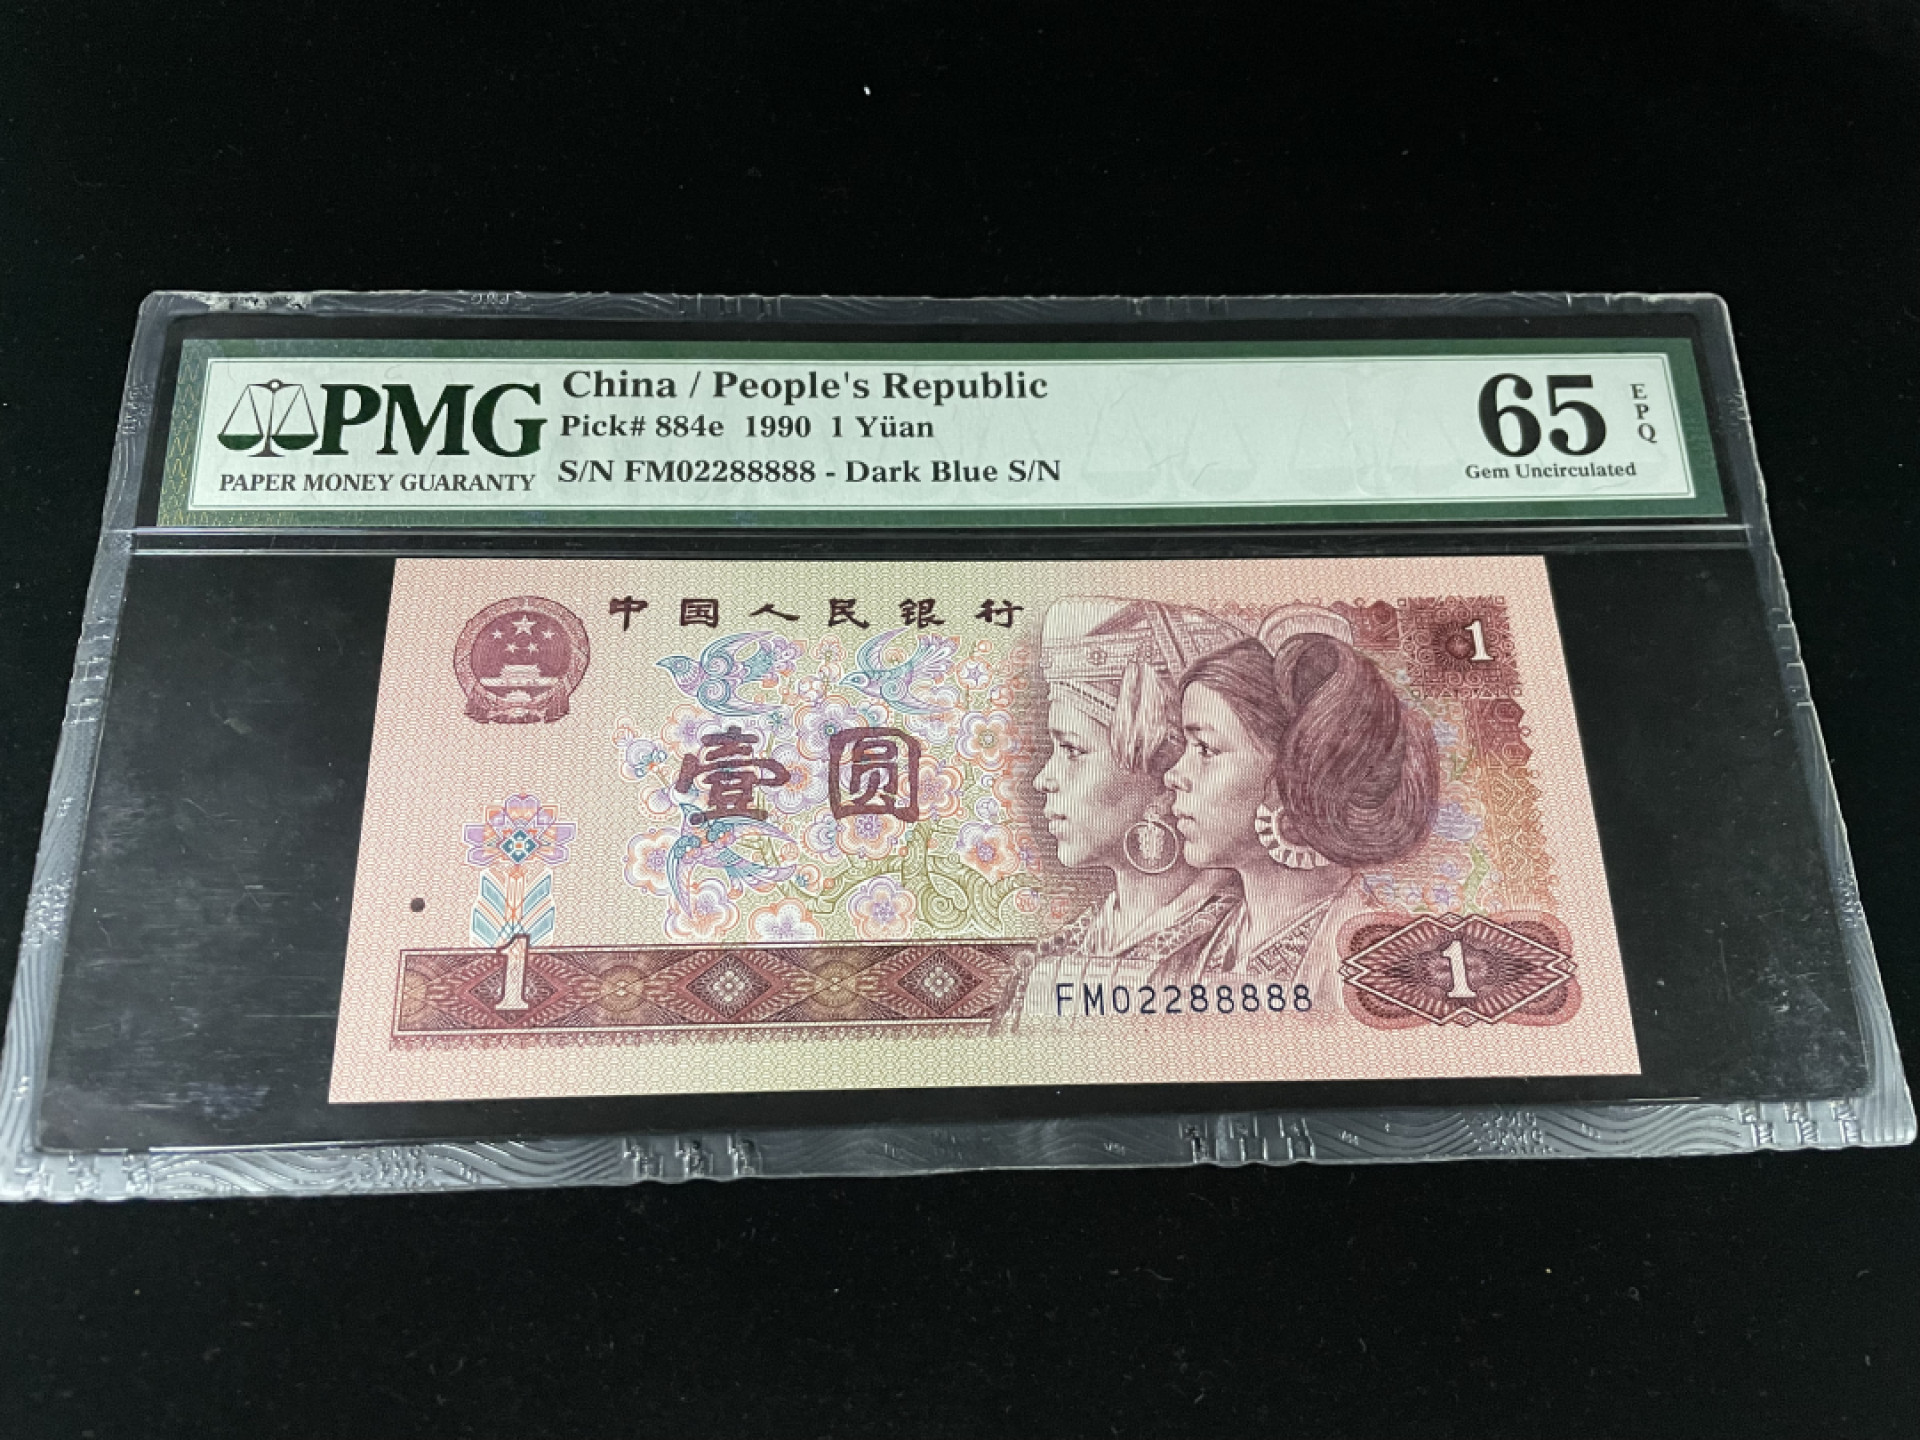 PMG
PAPER MONEY GUARANTY
China / People's Republic
Pick# 884e 1990 1 Yüan
S/N FM02288888 - Dark Blue S/N
65
EPQ
Gem Uncirculated
中国人民银行
1
壹圆
1
1
FM02288888